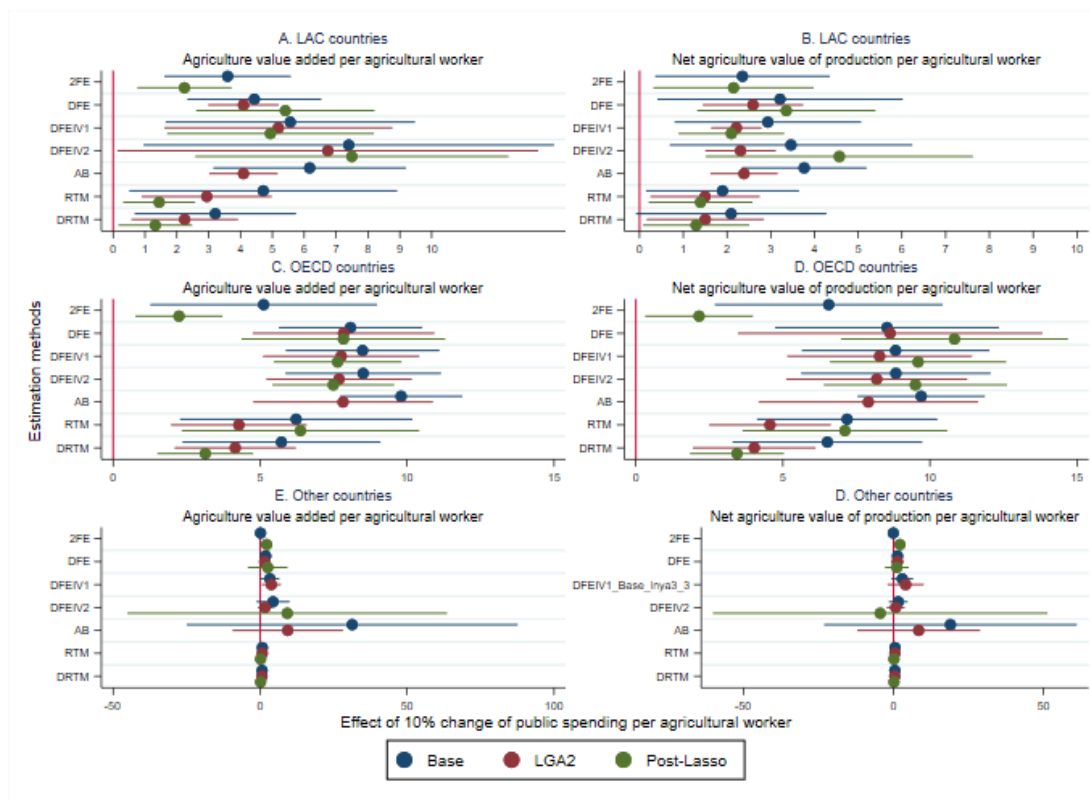 A. LAC countries
Agriculture value added per agricultural worker
2FE
DFE
DFEIV1
DFEIV2
AB
RTM
DRTM
0 1 2 3 4 5 6 7 8 9 10
B. LAC countries
Net agriculture value of production per agricultural worker
2FE
DFE
DFEIV1
DFEIV2
AB
RTM
DRTM
0 1 2 3 4 5 6 7 8 9 10
C. OECD countries
Agriculture value added per agricultural worker
2FE
DFE
DFEIV1
DFEIV2
AB
RTM
DRTM
0 5 10 15
D. OECD countries
Net agriculture value of production per agricultural worker
2FE
DFE
DFEIV1
DFEIV2
AB
RTM
DRTM
0 5 10 15
Estimation methods
E. Other countries
Agriculture value added per agricultural worker
2FE
DFE
DFEIV1
DFEIV2
AB
RTM
DRTM
-50 0 50 100
D. Other countries
Net agriculture value of production per agricultural worker
2FE
DFE
DFEIV1_Base_lnya3_3
DFEIV2
AB
RTM
DRTM
-50 0 50
Effect of 10% change of public spending per agricultural worker
Base LGA2 Post-Lasso